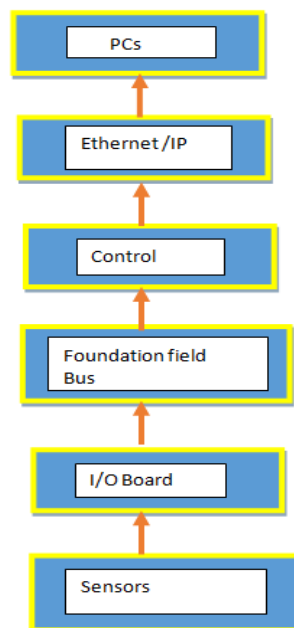 PCs
Ethernet /IP
Control
Foundation field
Bus
I/O Board
Sensors